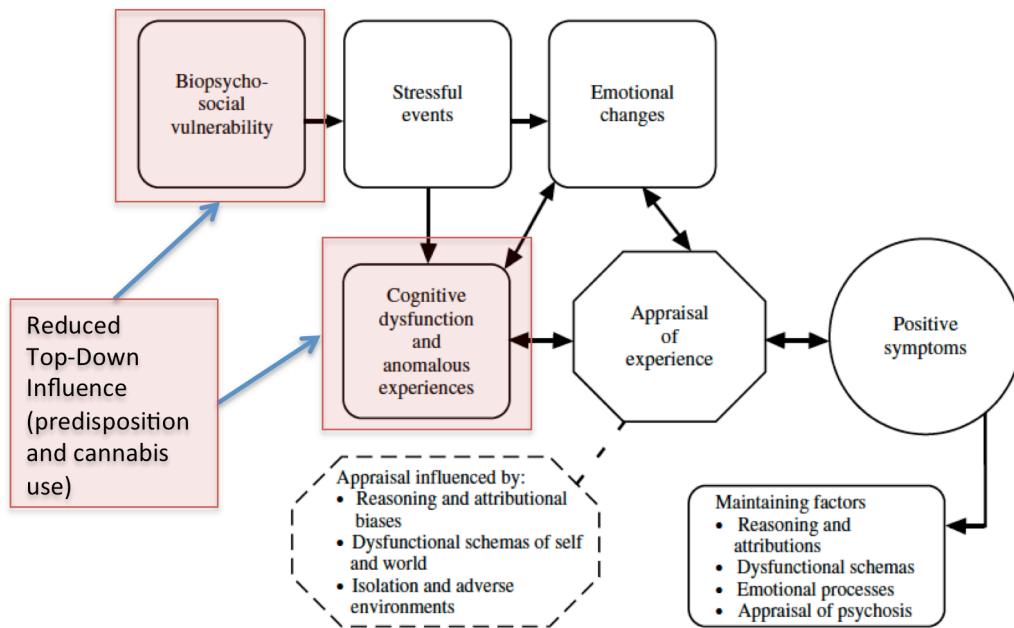 Biopsycho-
social
vulnerability
Stressful
events
Emotional
changes
Reduced
Top-Down
Influence
(predisposition
and cannabis
use)
Cognitive
dysfunction
and
anomalous
experiences
Appraisal
of
experience
Positive
symptoms
Appraisal influenced by:
• Reasoning and attributional
biases
• Dysfunctional schemas of self
and world
• Isolation and adverse
environments
Maintaining factors
• Reasoning and
attributions
• Dysfunctional schemas
• Emotional processes
• Appraisal of psychosis